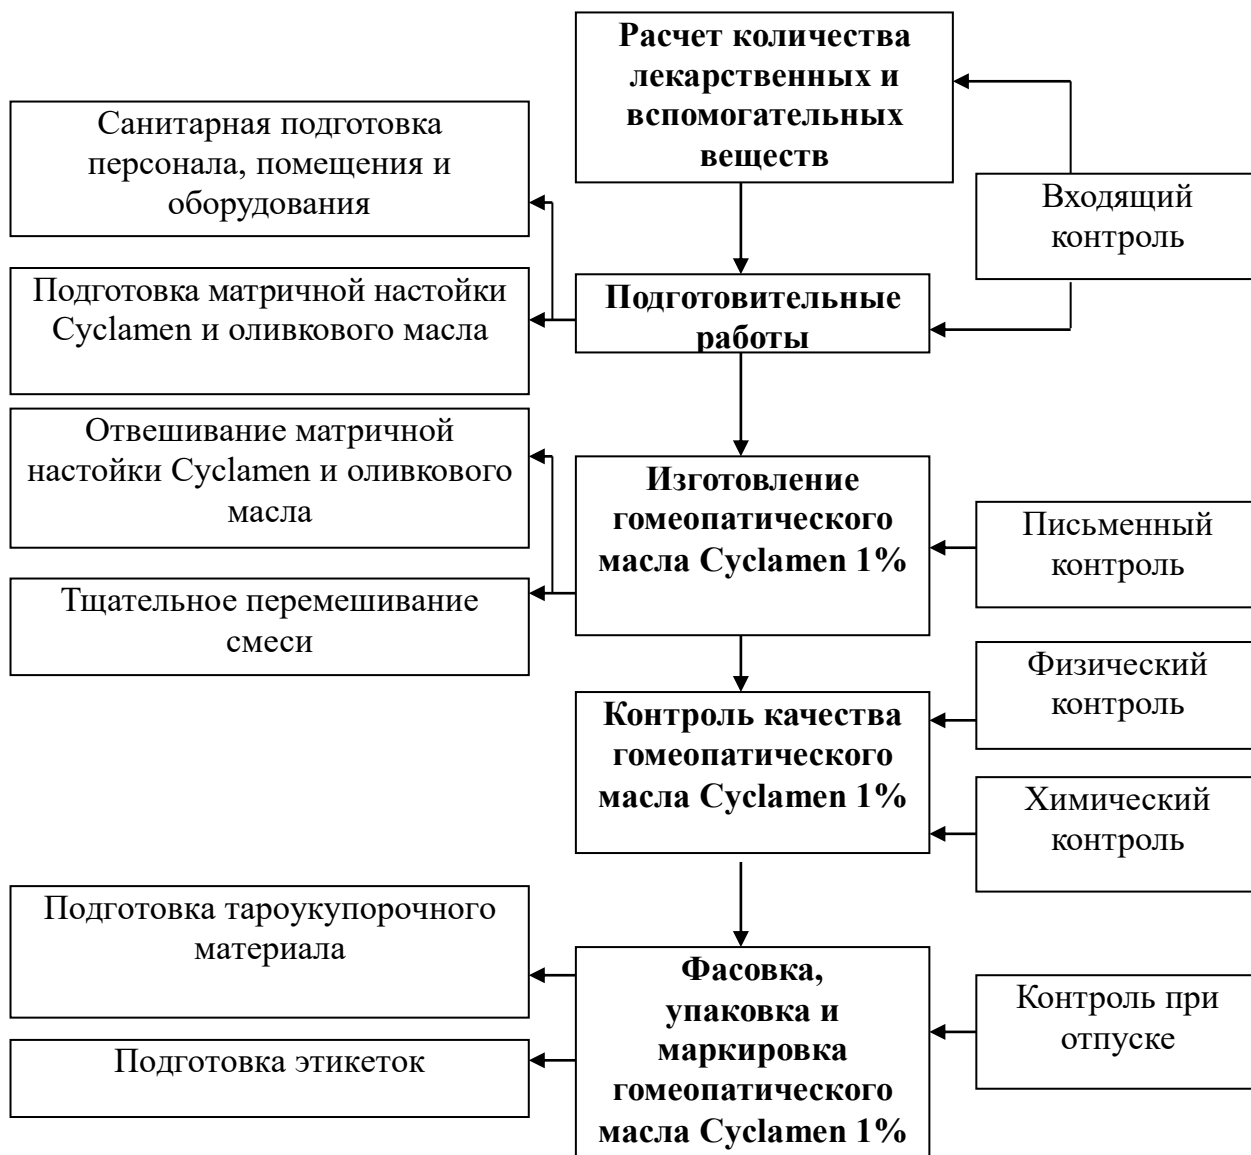 Расчет количества
лекарственных и
вспомогательных
веществ
Санитарная подготовка
персонала, помещения и
оборудования
Входящий
контроль
Подготовка матричной настойки
Cyclamen и оливкового масла
Подготовительные
работы
Отвешивание матричной
настойки Cyclamen и оливкового
масла
Изготовление
гомеопатического
масла Cyclamen 1%
Письменный
контроль
Тщательное перемешивание
смеси
Физический
контроль
Контроль качества
гомеопатического
масла Cyclamen 1%
Химический
контроль
Подготовка тароукупорочного
материала
Фасовка,
упаковка и
маркировка
гомеопатического
масла Cyclamen 1%
Контроль при
отпуске
Подготовка этикеток